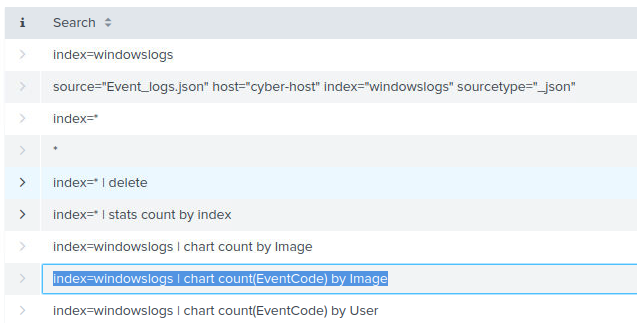 i Search
index=windowslogs
source="Event_logs.json" host="cyber-host" index="windowslogs" sourcetype="_json"
index=*
*
index=* | delete
index=* | stats count by index
index=windowslogs | chart count by Image
index=windowslogs | chart count(EventCode) by Image
index=windowslogs | chart count(EventCode) by User